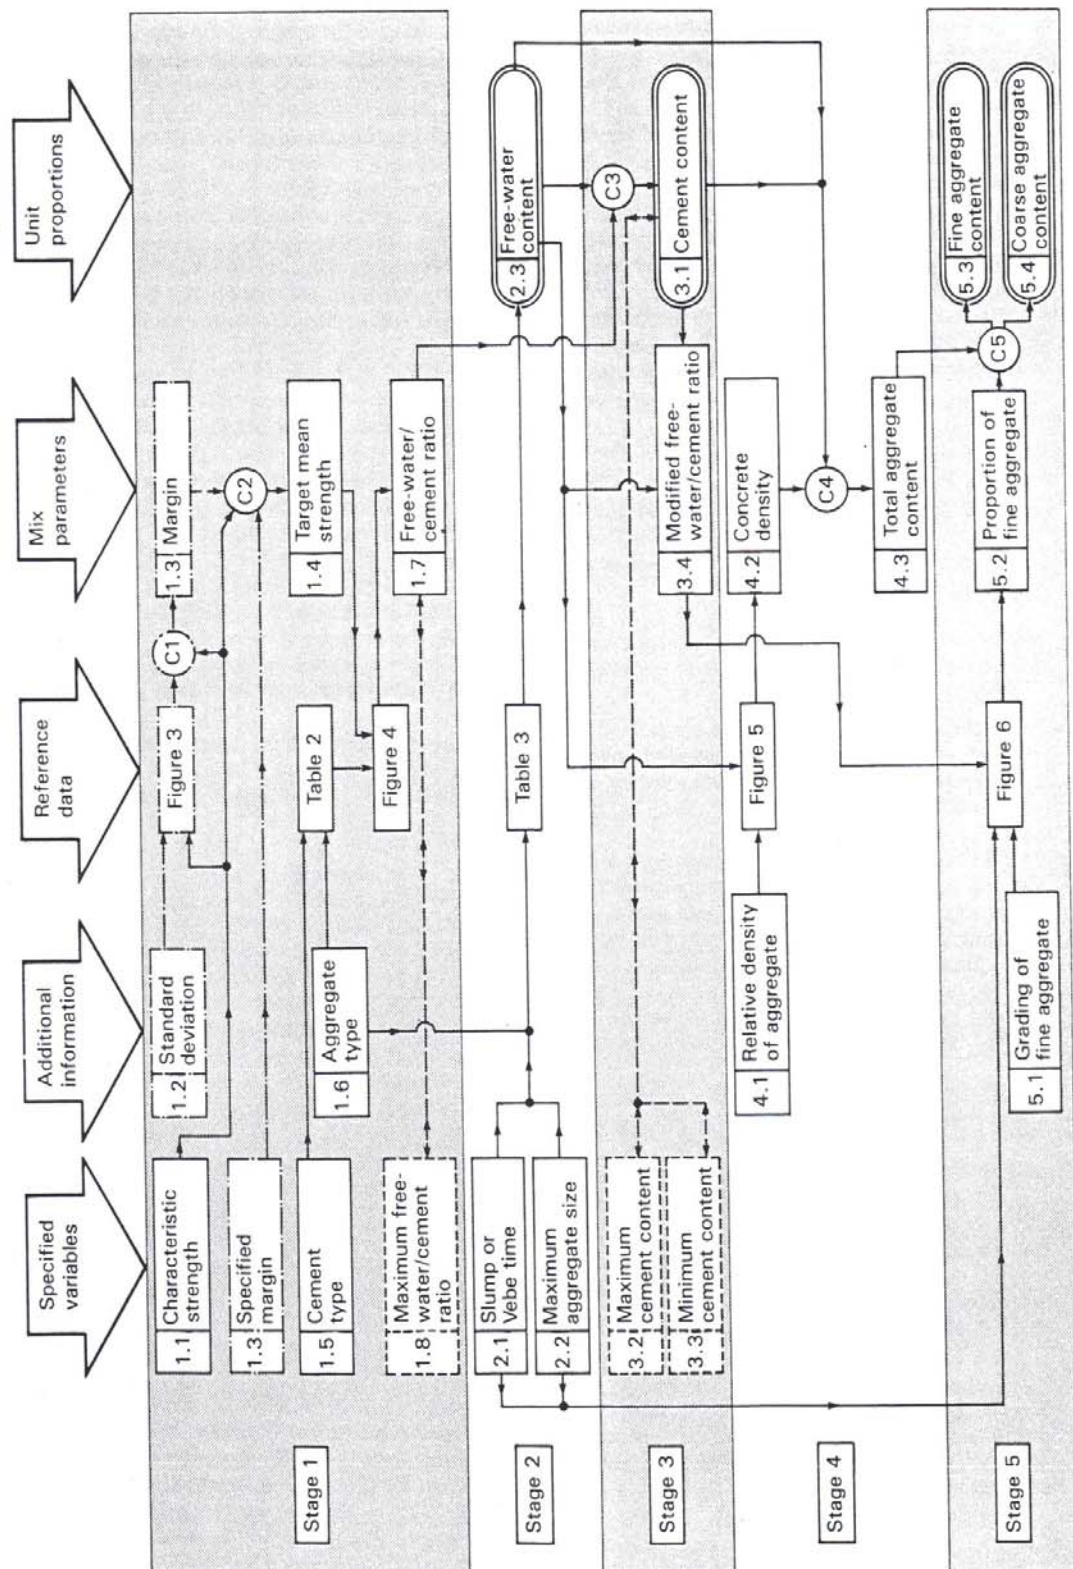 Specified
variables
Additional
information
Reference
data
Mix
parameters
Unit
proportions
Stage 1
1.1 Characteristic
strength
1.2 Standard
deviation
Figure 3
C1
1.3 Margin
1.3 Specified
margin
C2
1.5 Cement
type
Table 2
1.4 Target mean
strength
1.6 Aggregate
type
Figure 4
1.8 Maximum free-
water/cement
ratio
1.7 Free-water/
cement ratio
Stage 2
2.1 Slump or
Vebe time
2.2 Maximum
aggregate size
Table 3
2.3 Free-water
content
Stage 3
C3
3.2 Maximum
cement content
3.3 Minimum
cement content
3.4 Modified free-
water/cement ratio
3.1 Cement content
Stage 4
4.1 Relative density
of aggregate
Figure 5
4.2 Concrete
density
C4
4.3 Total aggregate
content
Stage 5
5.1 Grading of
fine aggregate
Figure 6
5.2 Proportion of
fine aggregate
C5
5.3 Fine aggregate
content
5.4 Coarse aggregate
content